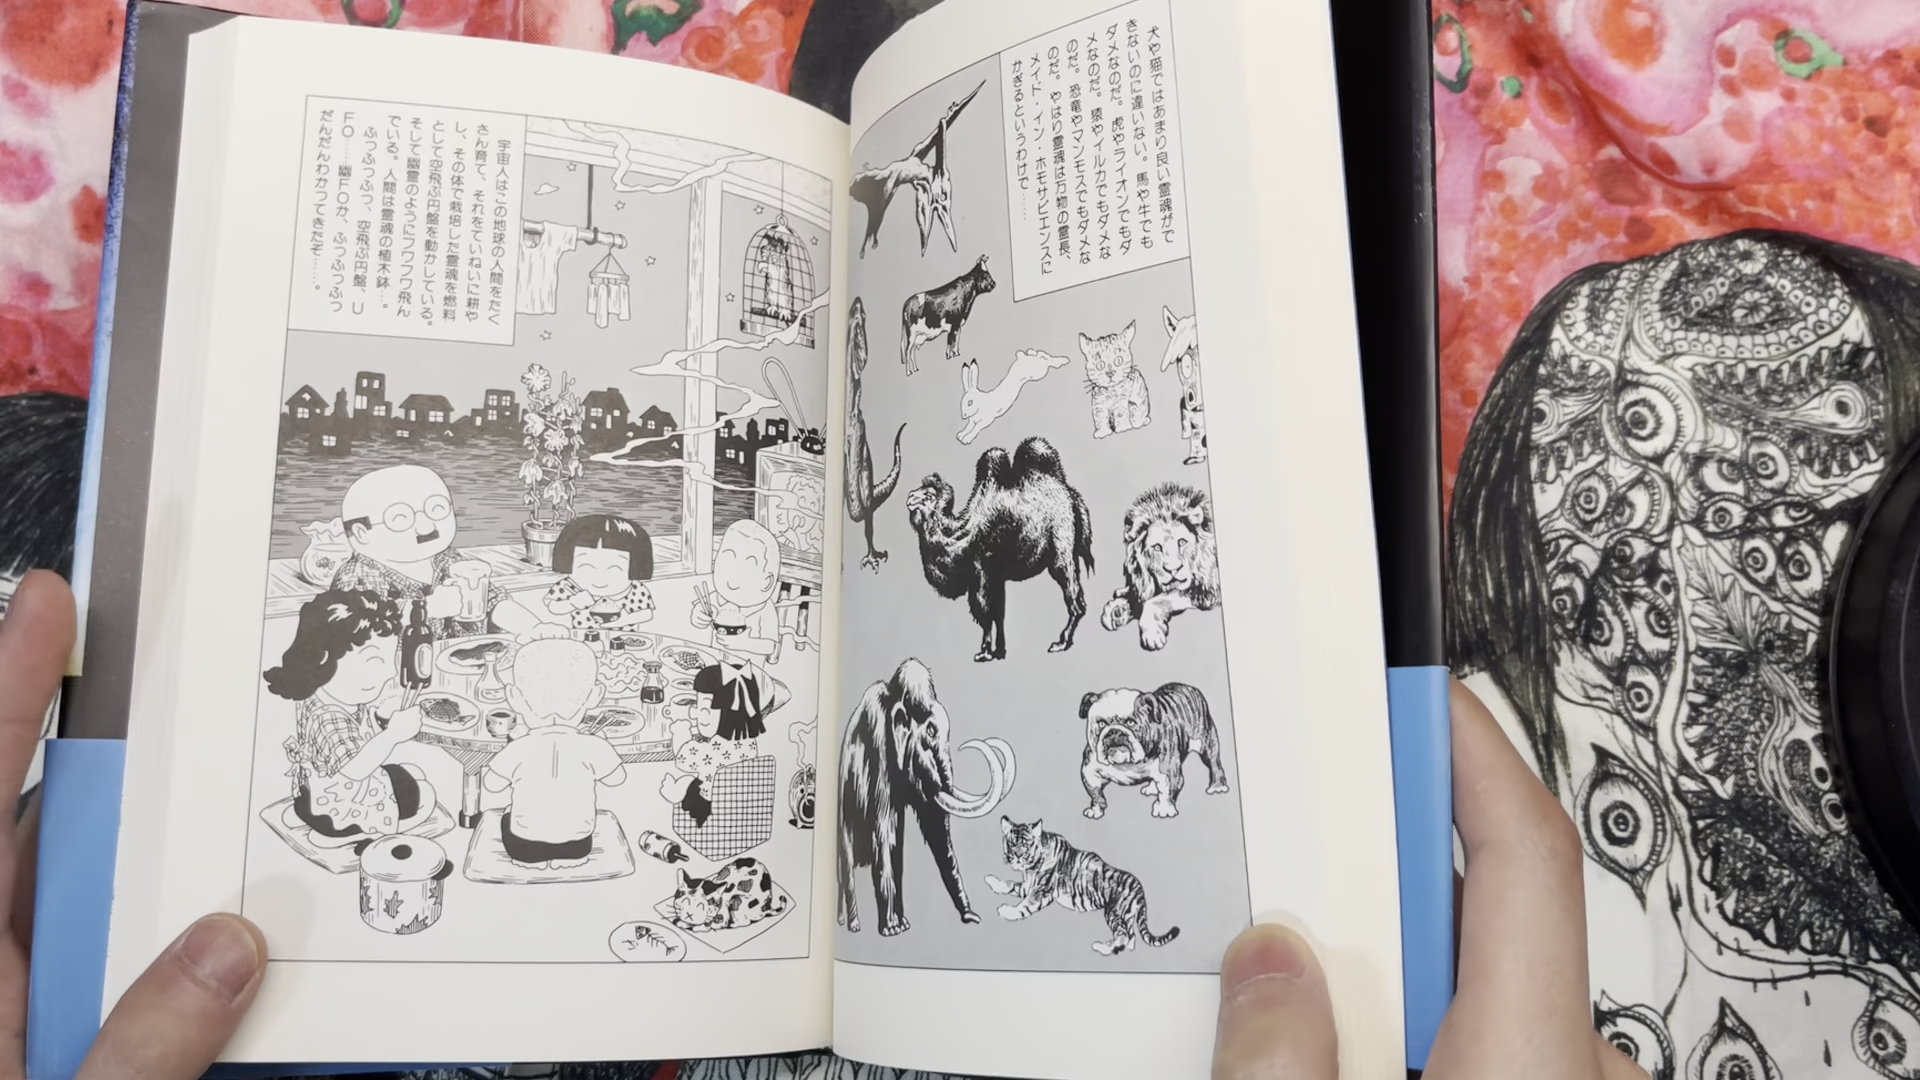 犬や猫ではあまり良い霊魂がで
きないのに違いない。馬や牛でも
ダメなのだ。虎やライオンでもダ
メなのだ。猿やイルカでもダメな
のだ。恐竜やマンモスでもダメな
のだ。やはり霊魂は万物の霊長、
メイド・イン・ホモサピエンスに
かぎるというわけで……
宇宙人はこの地球の人間をたく
さん育て、それをていねいに耕や
し、その体で栽培した霊魂を燃料
として空飛ぶ円盤を動かしている。
そして幽霊のようにフワフワ飛ん
でいる。人間は霊魂の植木鉢…。
ふっふっふっ、空飛ぶ円盤、U
FO……幽FOか、ふっふっふっ
だんだんわかってきたぞ……。